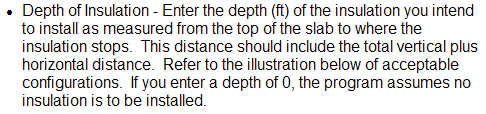 • Depth of Insulation - Enter the depth (ft) of the insulation you intend
to install as measured from the top of the slab to where the
insulation stops.  This distance should include the total vertical plus
horizontal distance.  Refer to the illustration below of acceptable
configurations.  If you enter a depth of 0, the program assumes no
insulation is to be installed.